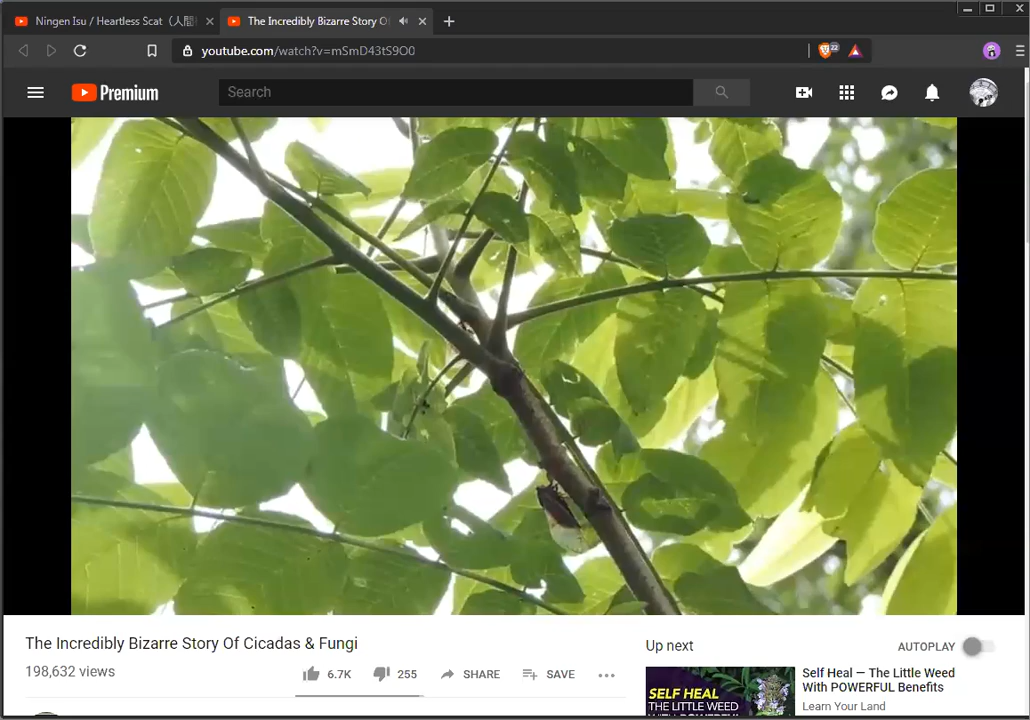 Ningen Isu / Heartless Scat（人間
The Incredibly Bizarre Story O
youtube.com/watch?v=mSmD43tS9O0
22
Premium
Search
The Incredibly Bizarre Story Of Cicadas & Fungi
198,632 views
6.7K
255
SHARE
SAVE
Up next
AUTOPLAY
SELF HEAL
THE LITTLE WEED
WITH POWERFUL
Self Heal — The Little Weed
With POWERFUL Benefits
Learn Your Land